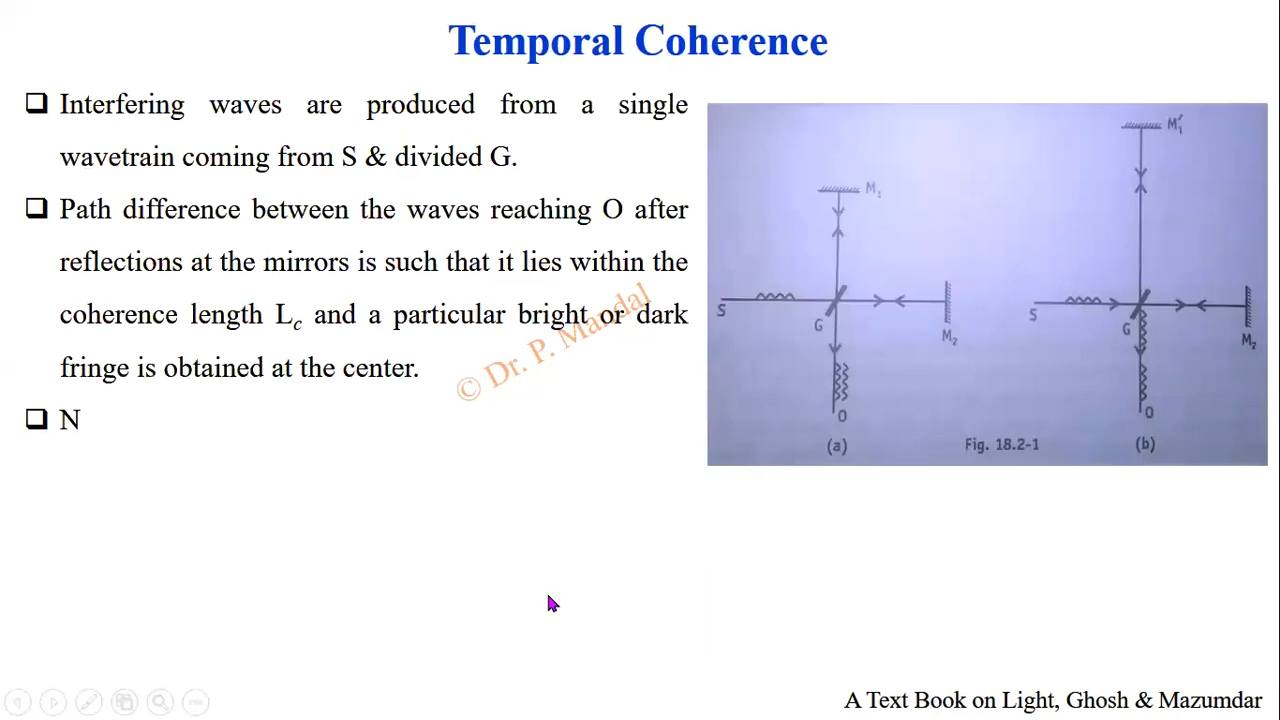 Temporal Coherence
❑ Interfering waves are produced from a single
wavetrain coming from S & divided G.
❑ Path difference between the waves reaching O after
reflections at the mirrors is such that it lies within the
coherence length Lc and a particular bright or dark
fringe is obtained at the center.
❑ N
© Dr. P. Mandal
M₁
S
G
M₂
O
(a)
Fig. 18.2-1
M₁′
S
G
M₂
O
(b)
A Text Book on Light, Ghosh & Mazumdar